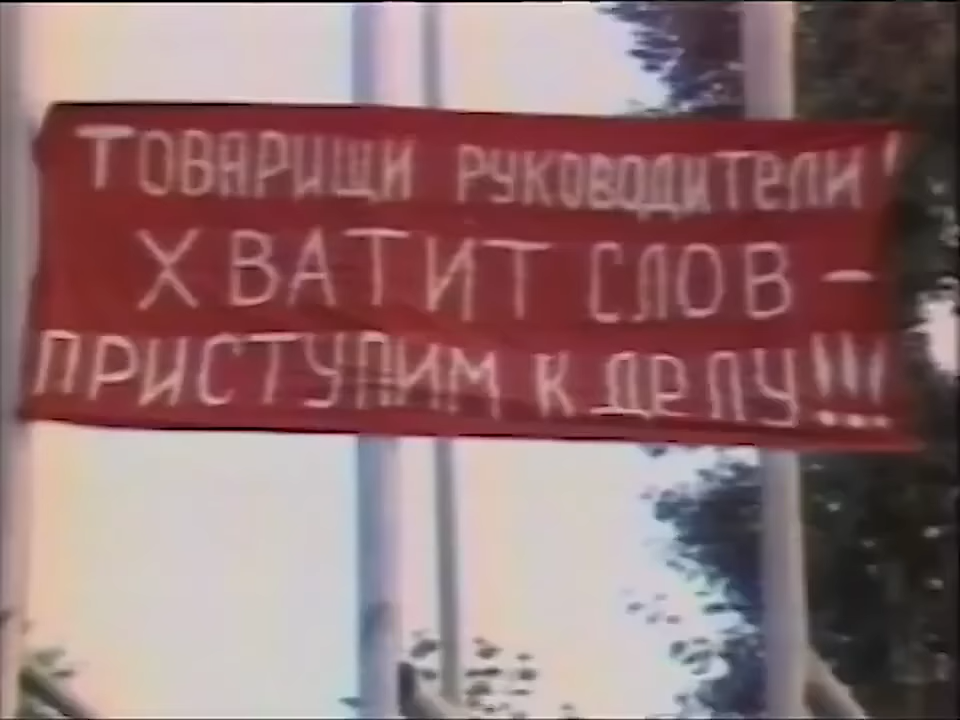 ТОВАРИЩИ РУКОВОДИТЕЛИ!
ХВАТИТ СЛОВ –
ПРИСТУПИМ К ДЕЛУ!!!